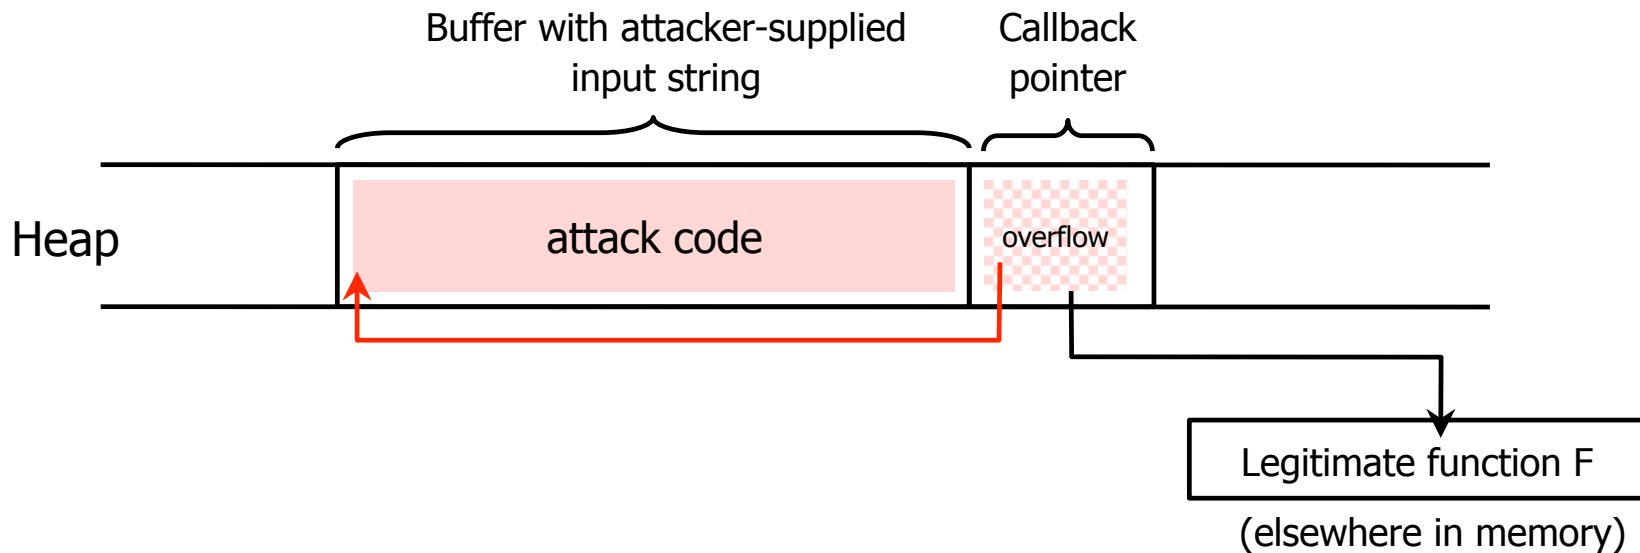 Buffer with attacker-supplied
input string
Callback
pointer
Heap
attack code
overflow
Legitimate function F
(elsewhere in memory)